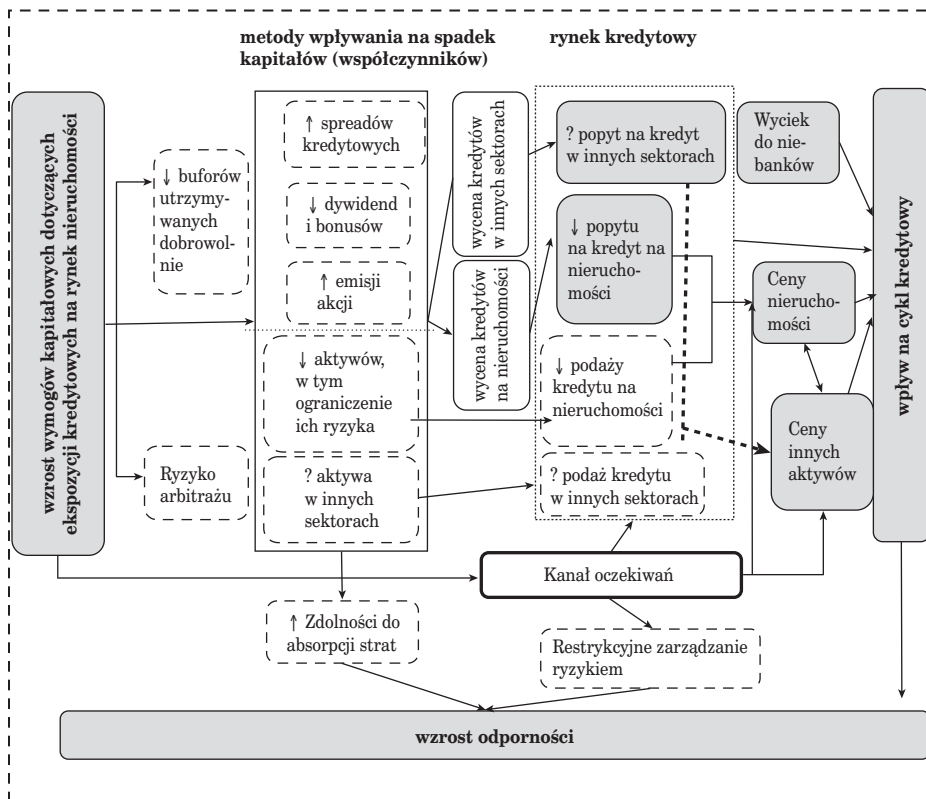 metody wpływania na spadek
kapitałów (współczynników)
rynek kredytowy
wzrost wymogów kapitałowych dotyczących
ekspozycji kredytowych na rynek nieruchomości
↓ buforów
utrzymy-
wanych
dobrowol-
nie
Ryzyko
arbitrażu
↑ spreadów
kredytowych
↓ dywidend
i bonusów
↑ emisji
akcji
↓ aktywów,
w tym
ograniczenie
ich ryzyka
? aktywa
w innych
sektorach
wycena kredytów
w innych sektorach
wycena kredytów
na nieruchomości
? popyt na kredyt
w innych sektorach
↓ popytu
na kredyt na
nierucho-
mości
↓ podaży
kredytu na
nieruchomości
? podaż kredytu
w innych sektorach
Wyciek
do nie-
banków
Ceny
nierucho-
mości
Ceny
innych
aktywów
wpływ na cykl kredytowy
Kanał oczekiwań
↑ Zdolności do
absorpcji strat
Restrykcyjne zarządzanie
ryzykiem
wzrost odporności